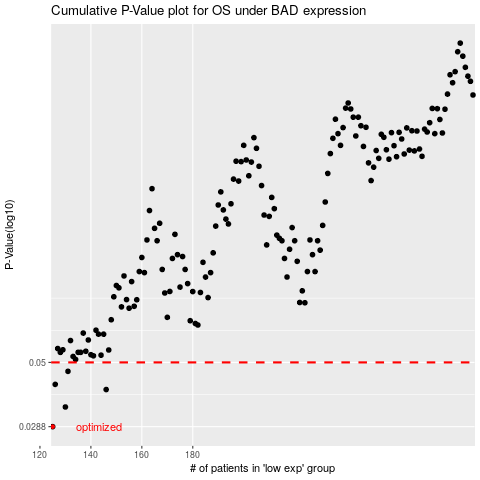 Cumulative P-Value plot for OS under BAD expression
P-Value(log10)
0.05
0.0288
optimized
120 140 160 180
# of patients in 'low exp' group